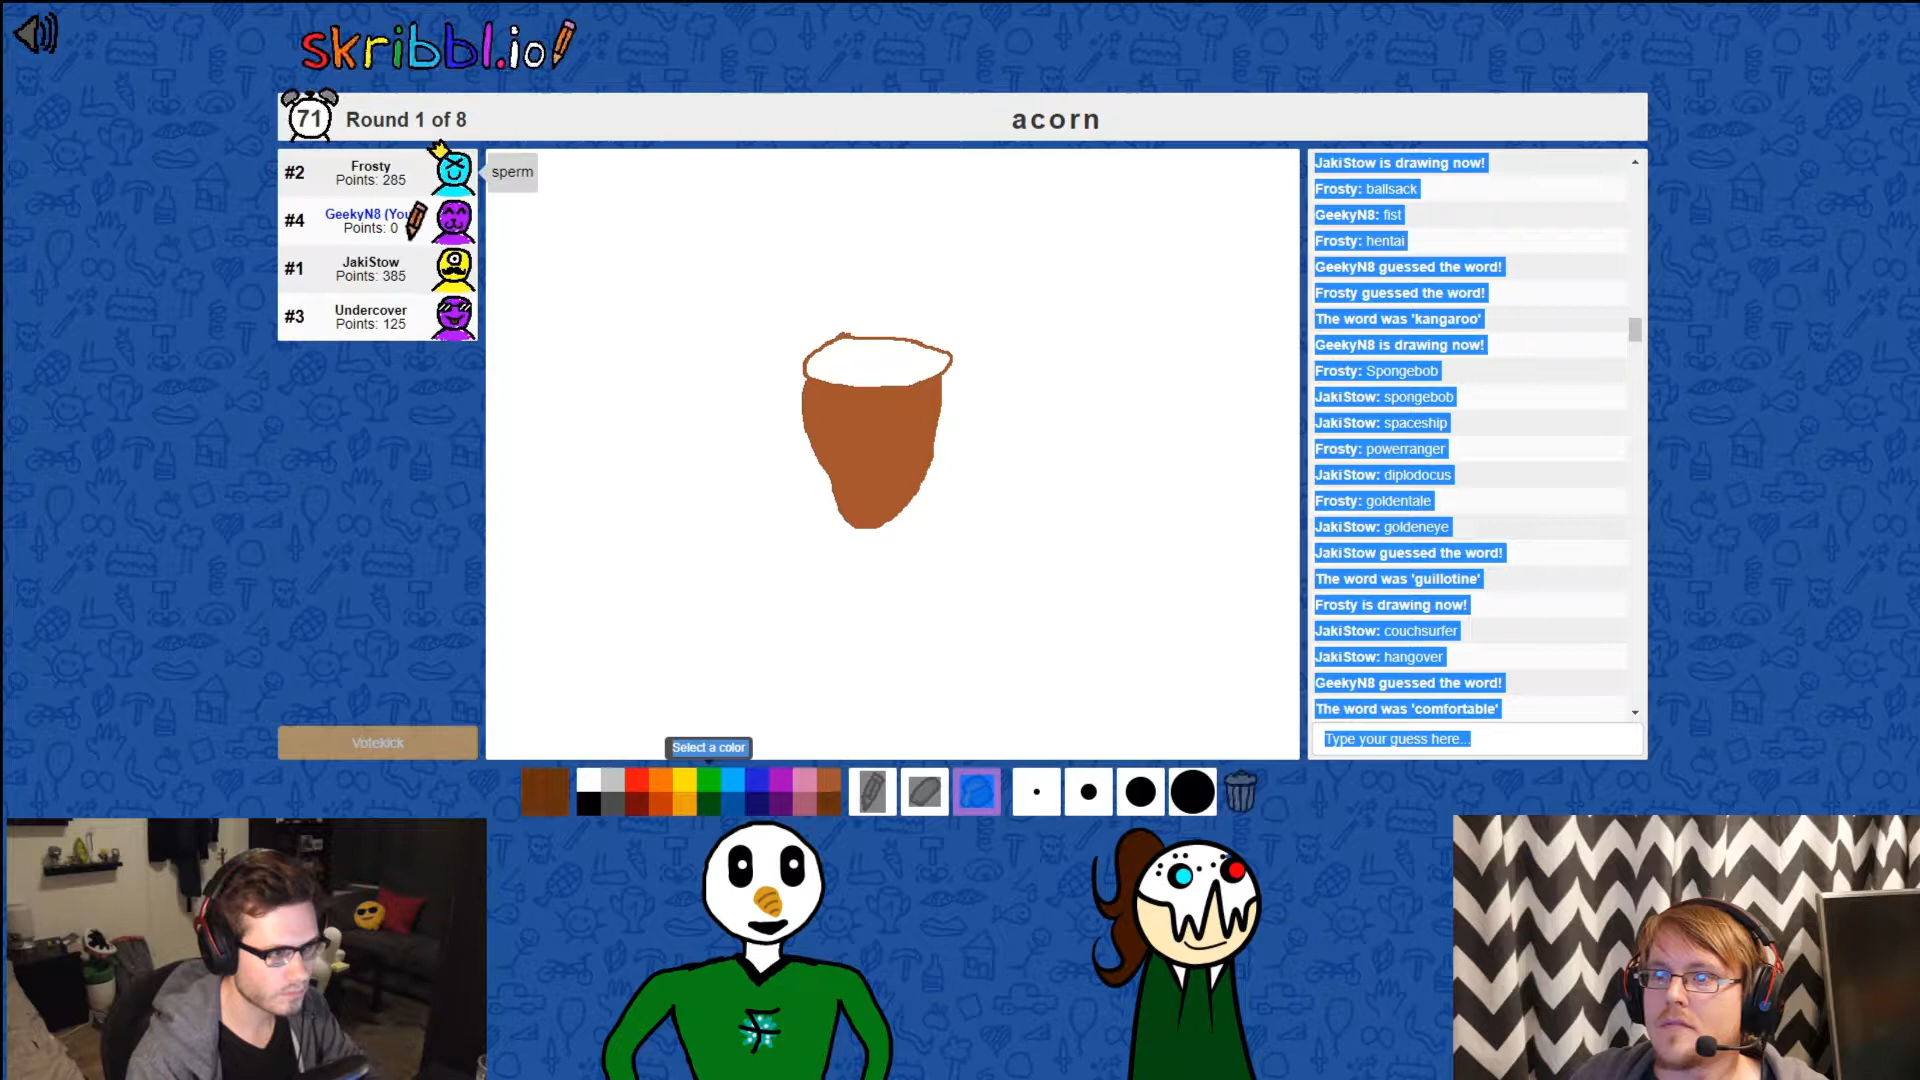 skribbl.io
71
Round 1 of 8
acorn
#2
Frosty
Points: 285
sperm
#4
GeekyN8 (You
Points: 0
#1
JakiStow
Points: 385
#3
Undercover
Points: 125
Votekick
JakiStow is drawing now!
Frosty: ballsack
GeekyN8: fist
Frosty: hentai
GeekyN8 guessed the word!
Frosty guessed the word!
The word was 'kangaroo'
GeekyN8 is drawing now!
Frosty: Spongebob
JakiStow: spongebob
JakiStow: spaceship
Frosty: powerranger
JakiStow: diplodocus
Frosty: goldentale
JakiStow: goldeneye
JakiStow guessed the word!
The word was 'guillotine'
Frosty is drawing now!
JakiStow: couchsurfer
JakiStow: hangover
GeekyN8 guessed the word!
The word was 'comfortable'
Type your guess here...
Select a color